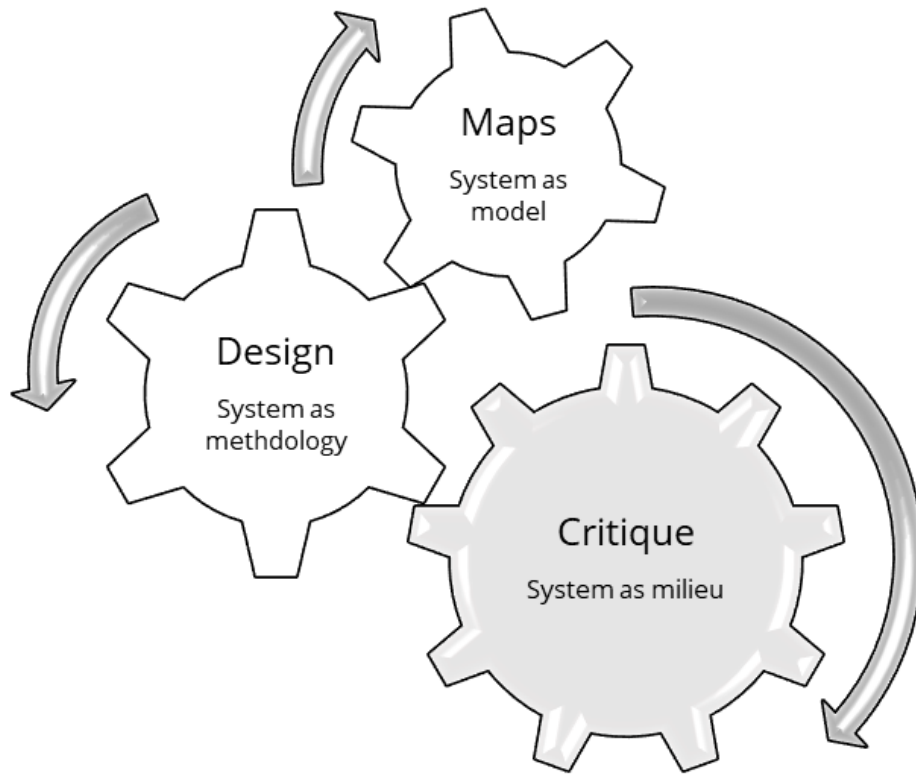 Maps
System as
model
Design
System as
methdology
Critique
System as milieu